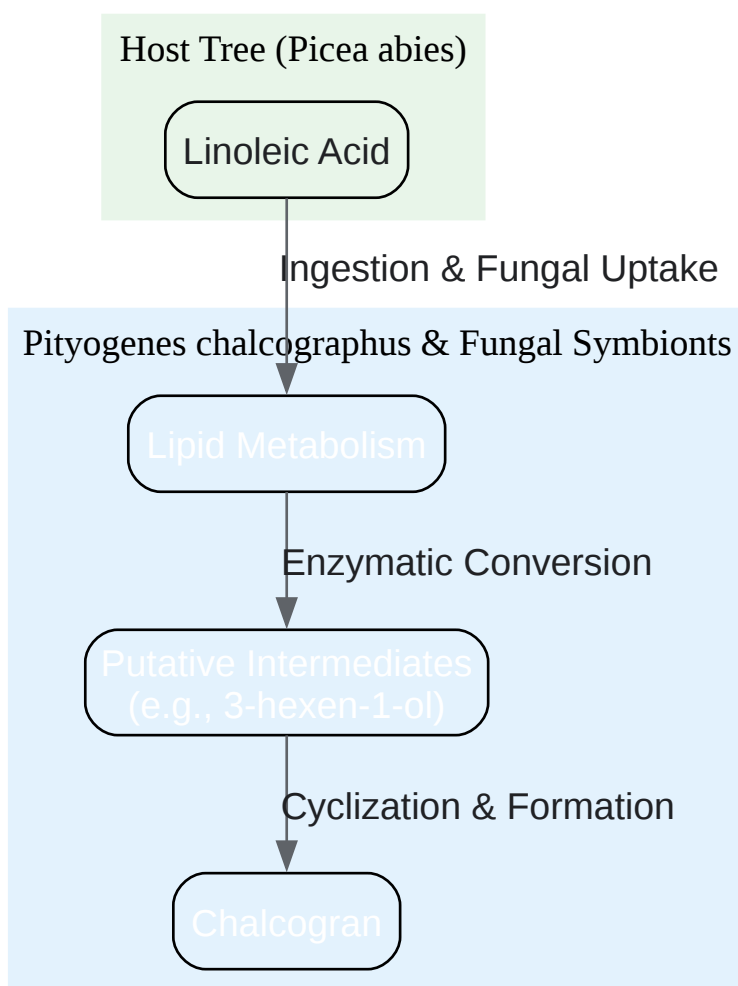 Host Tree (Picea abies)
Linoleic Acid
Ingestion & Fungal Uptake
Pityogenes chalcographus & Fungal Symbionts
Lipid Metabolism
Enzymatic Conversion
Putative Intermediates
(e.g., 3-hexen-1-ol)
Cyclization & Formation
Chalcogran